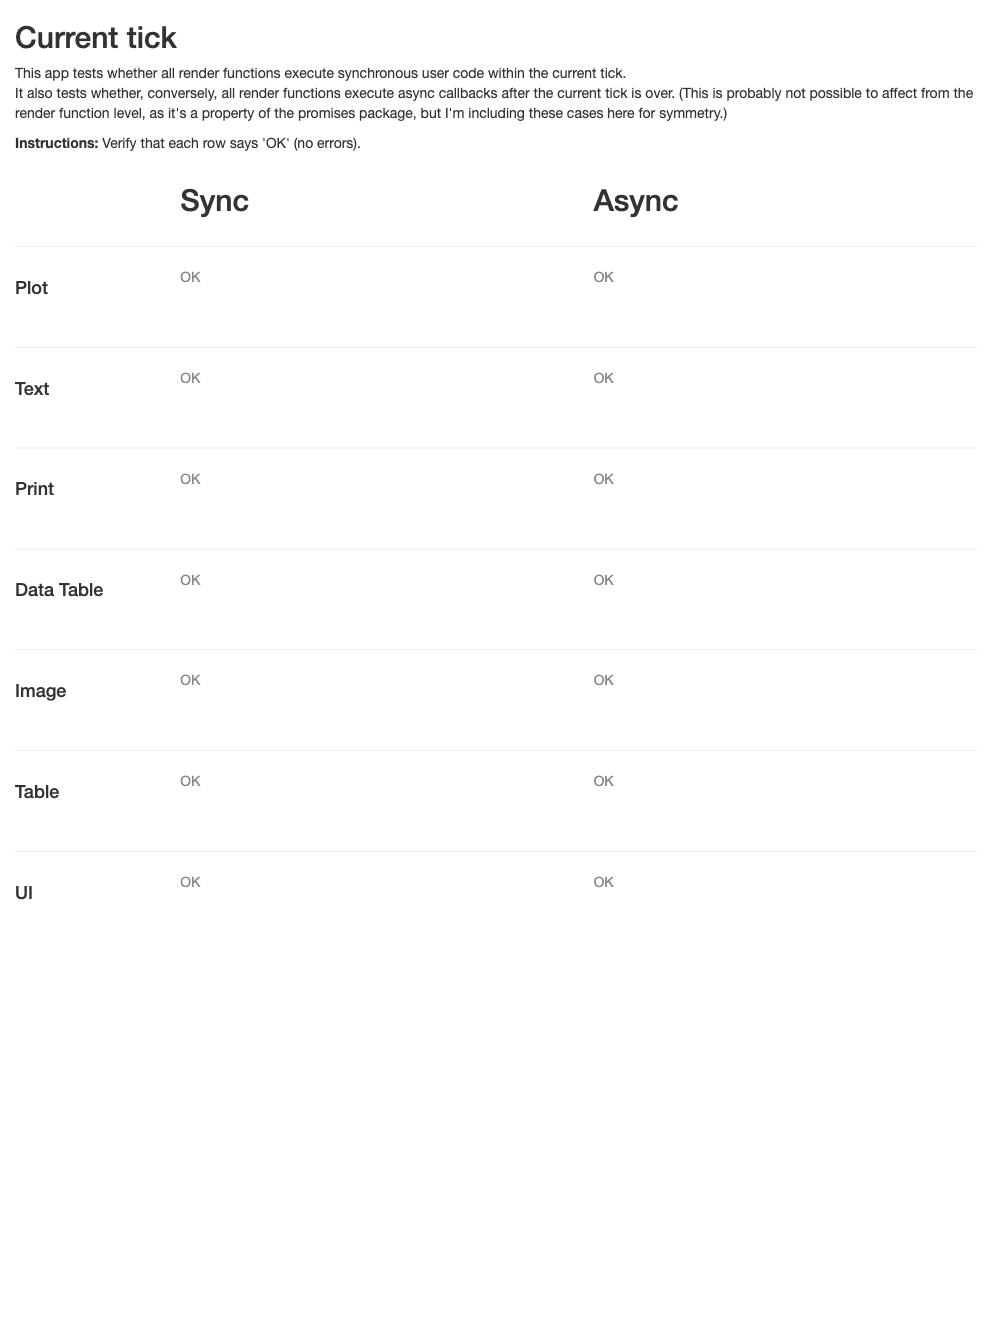 Current tick
This app tests whether all render functions execute synchronous user code within the current tick.
It also tests whether, conversely, all render functions execute async callbacks after the current tick is over. (This is probably not possible to affect from the
render function level, as it's a property of the promises package, but I'm including these cases here for symmetry.)
Instructions: Verify that each row says 'OK' (no errors).
Sync Async
Plot OK OK
Text OK OK
Print OK OK
Data Table OK OK
Image OK OK
Table OK OK
UI OK OK